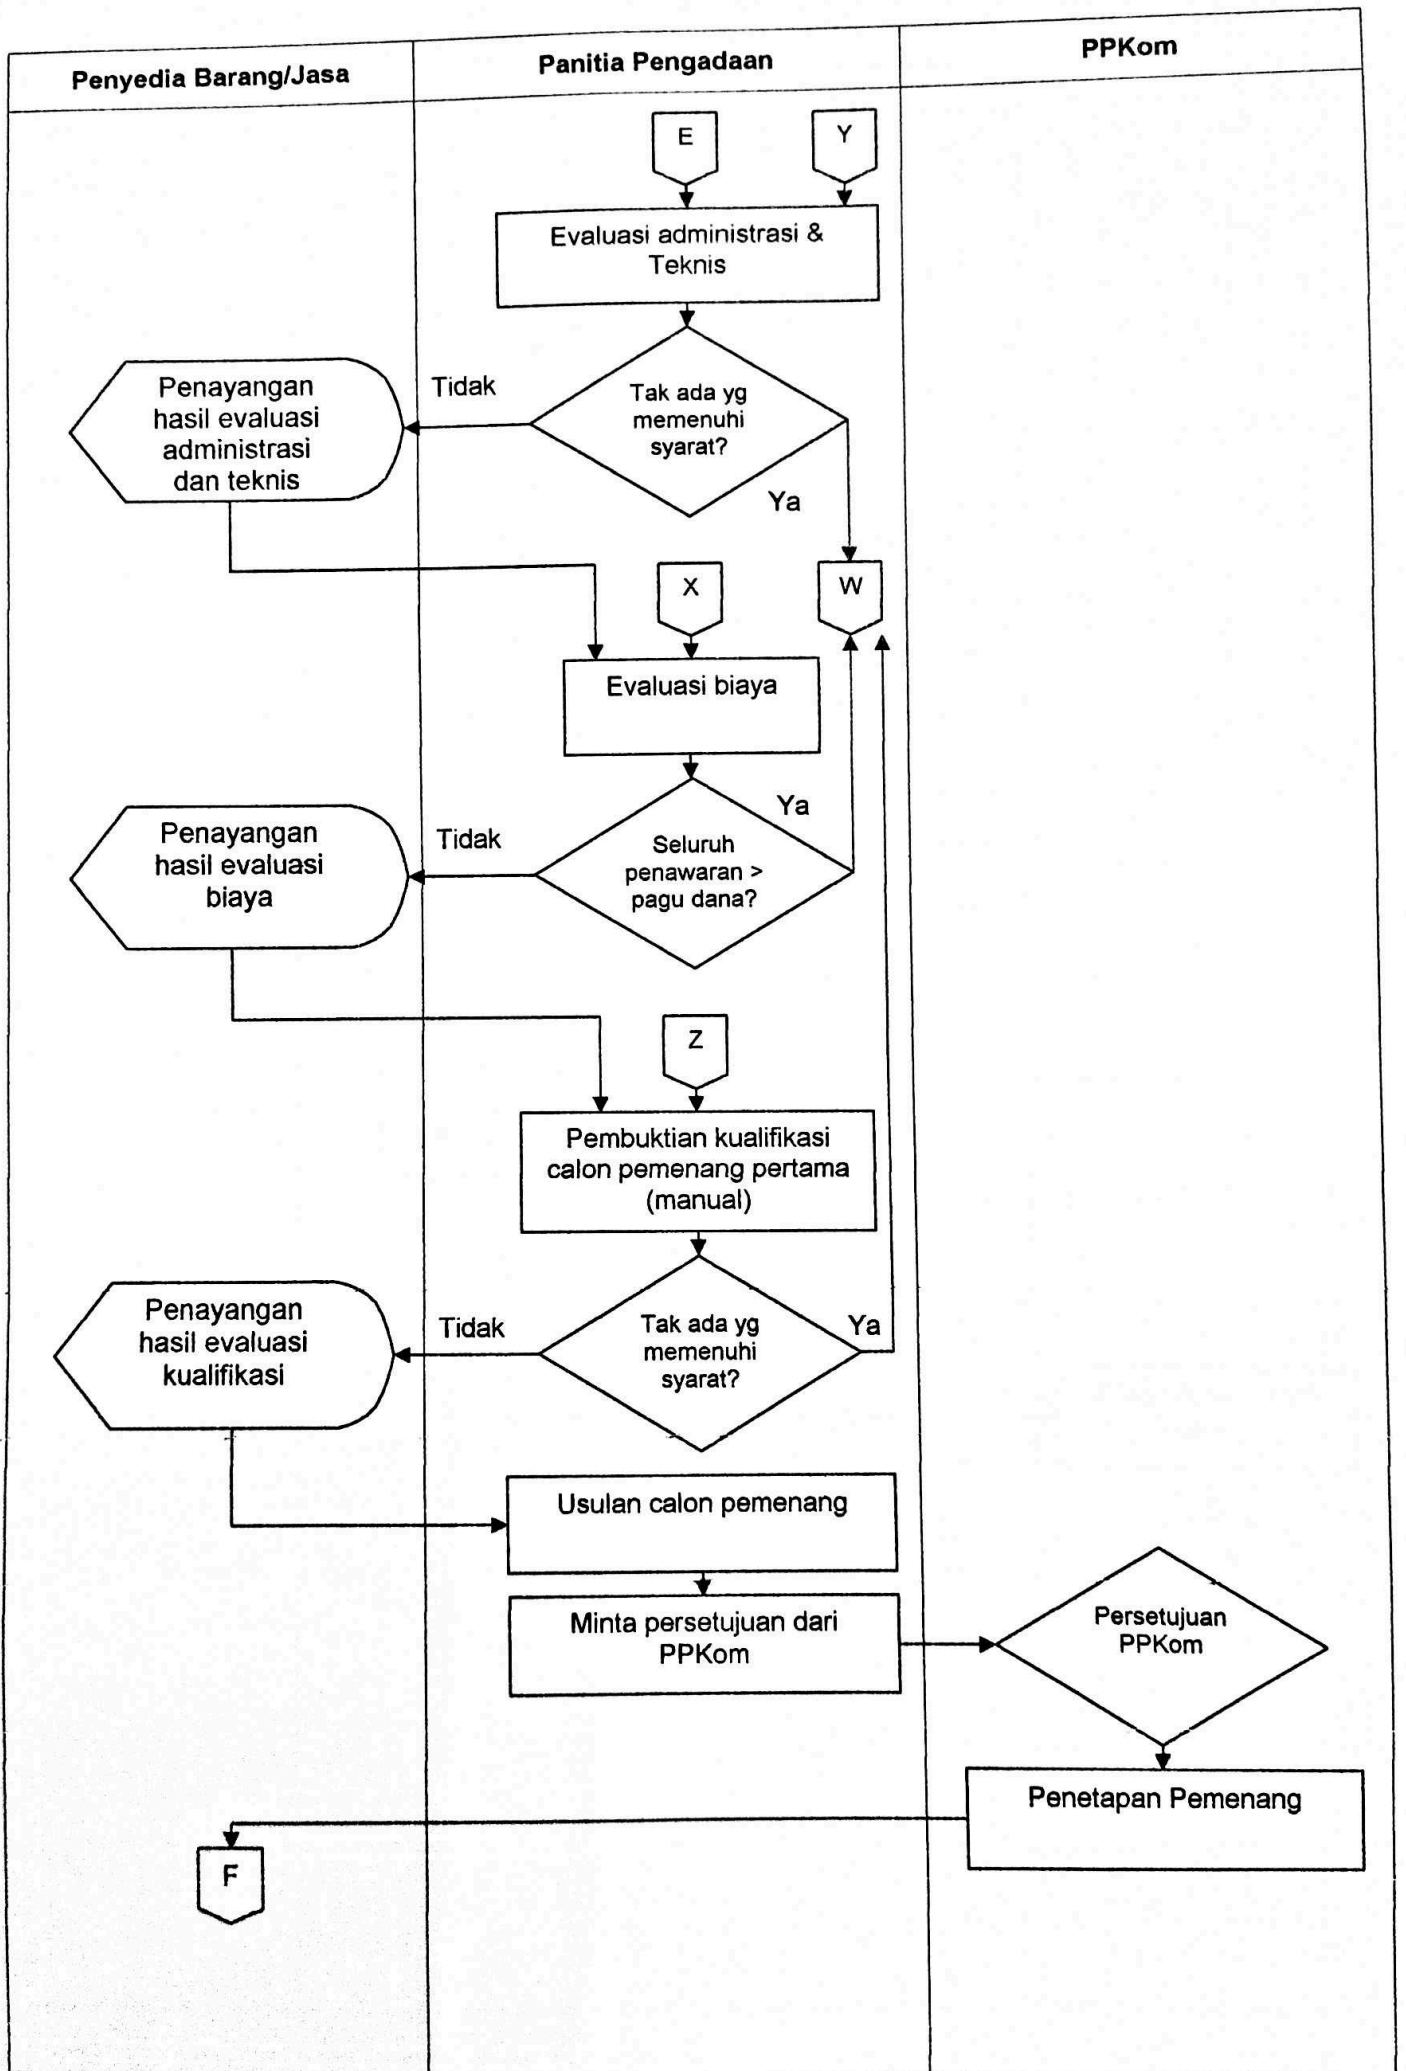 Penyedia Barang/Jasa
Panitia Pengadaan
PPKom
E
Y
Evaluasi administrasi &
Teknis
Tak ada yg
memenuhi
syarat?
Tidak
Ya
Penayangan
hasil evaluasi
administrasi
dan teknis
X
W
Evaluasi biaya
Seluruh
penawaran >
pagu dana?
Tidak
Ya
Penayangan
hasil evaluasi
biaya
Z
Pembuktian kualifikasi
calon pemenang pertama
(manual)
Tak ada yg
memenuhi
syarat?
Tidak
Ya
Penayangan
hasil evaluasi
kualifikasi
Usulan calon pemenang
Minta persetujuan dari
PPKom
Persetujuan
PPKom
Penetapan Pemenang
F